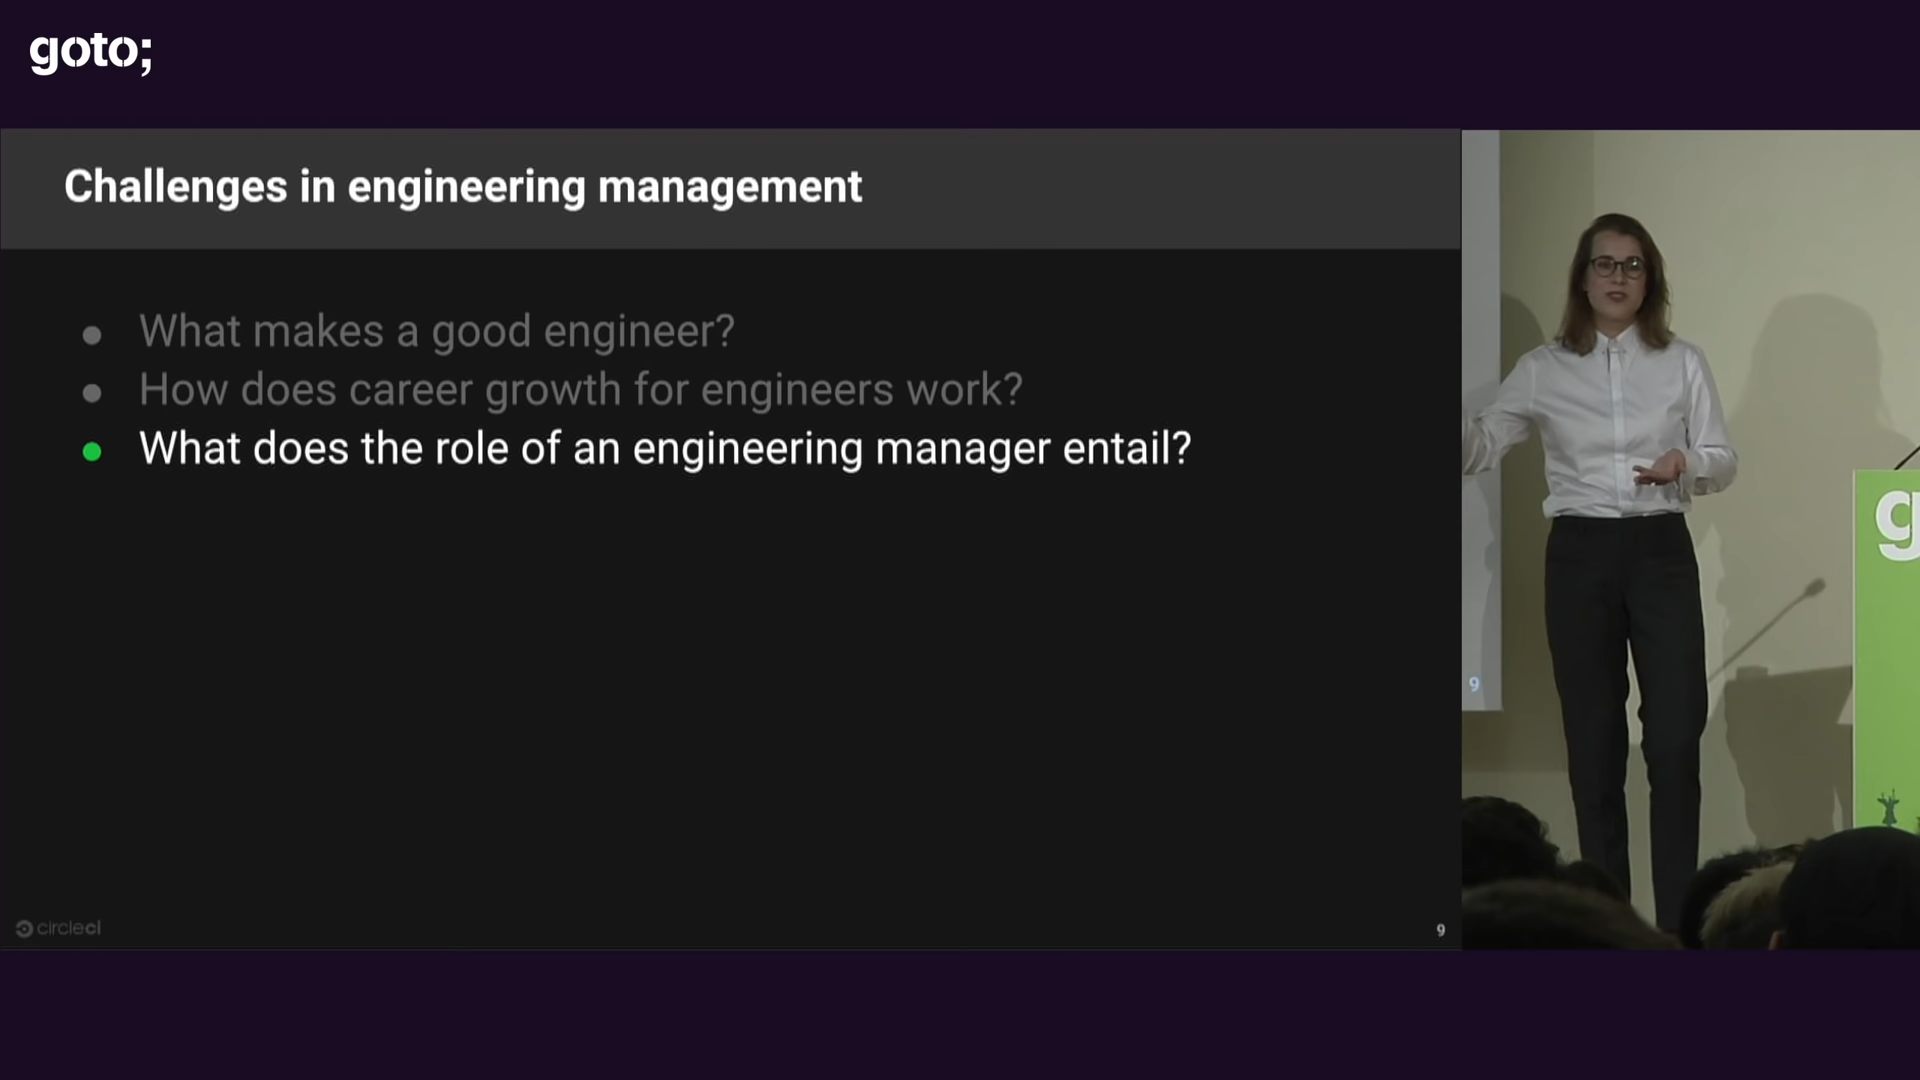 goto;
Challenges in engineering management
What makes a good engineer?
How does career growth for engineers work?
What does the role of an engineering manager entail?
circleci
9
9
g